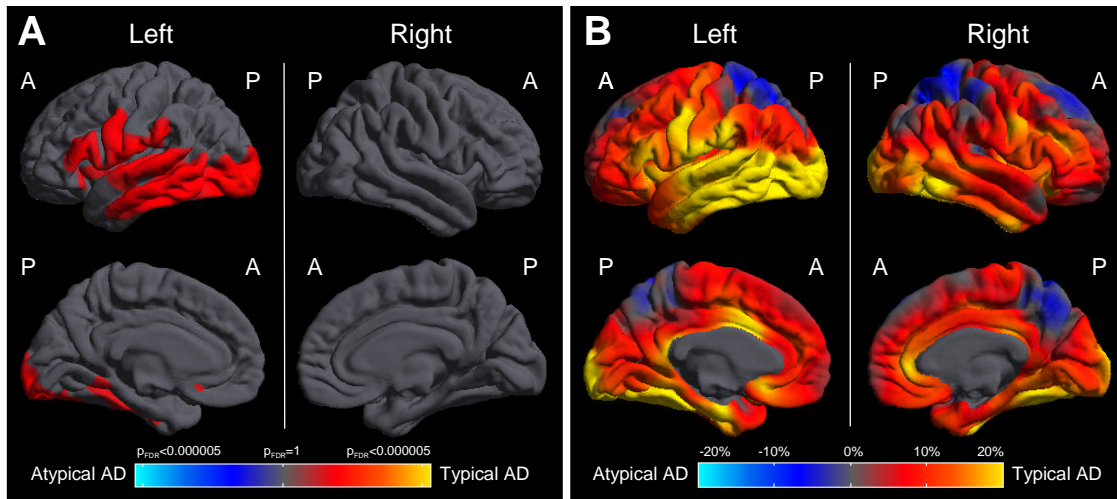 A
Left
Right
A
P
P
A
P
A
A
P
pFDR<0.000005
pFDR=1
pFDR<0.000005
Atypical AD
Typical AD
B
Left
Right
A
P
P
A
P
A
A
P
-20%
-10%
0%
10%
20%
Atypical AD
Typical AD